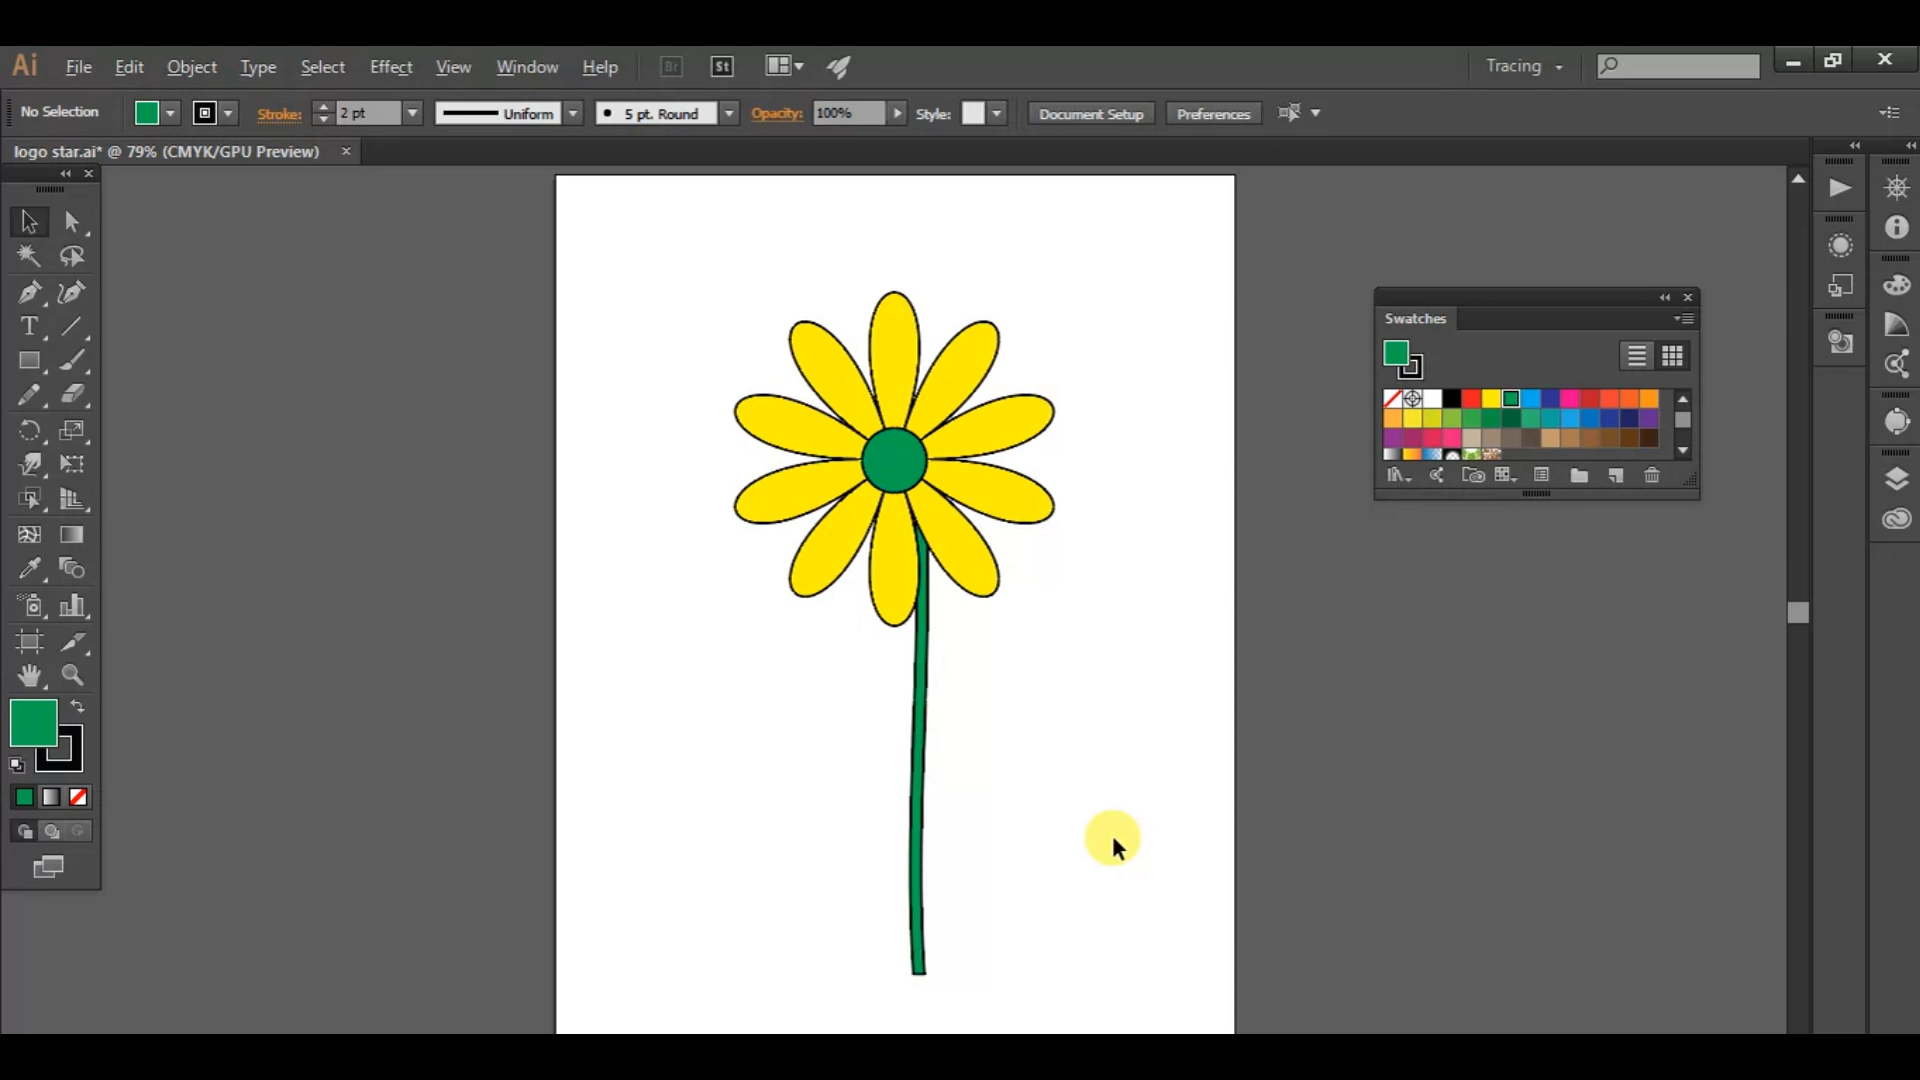 Ai File Edit Object Type Select Effect View Window Help Br St Tracing
No Selection Stroke: 2 pt Uniform 5 pt. Round Opacity: 100% Style: Document Setup Preferences
logo star.ai* @ 79% (CMYK/GPU Preview)
Swatches
T